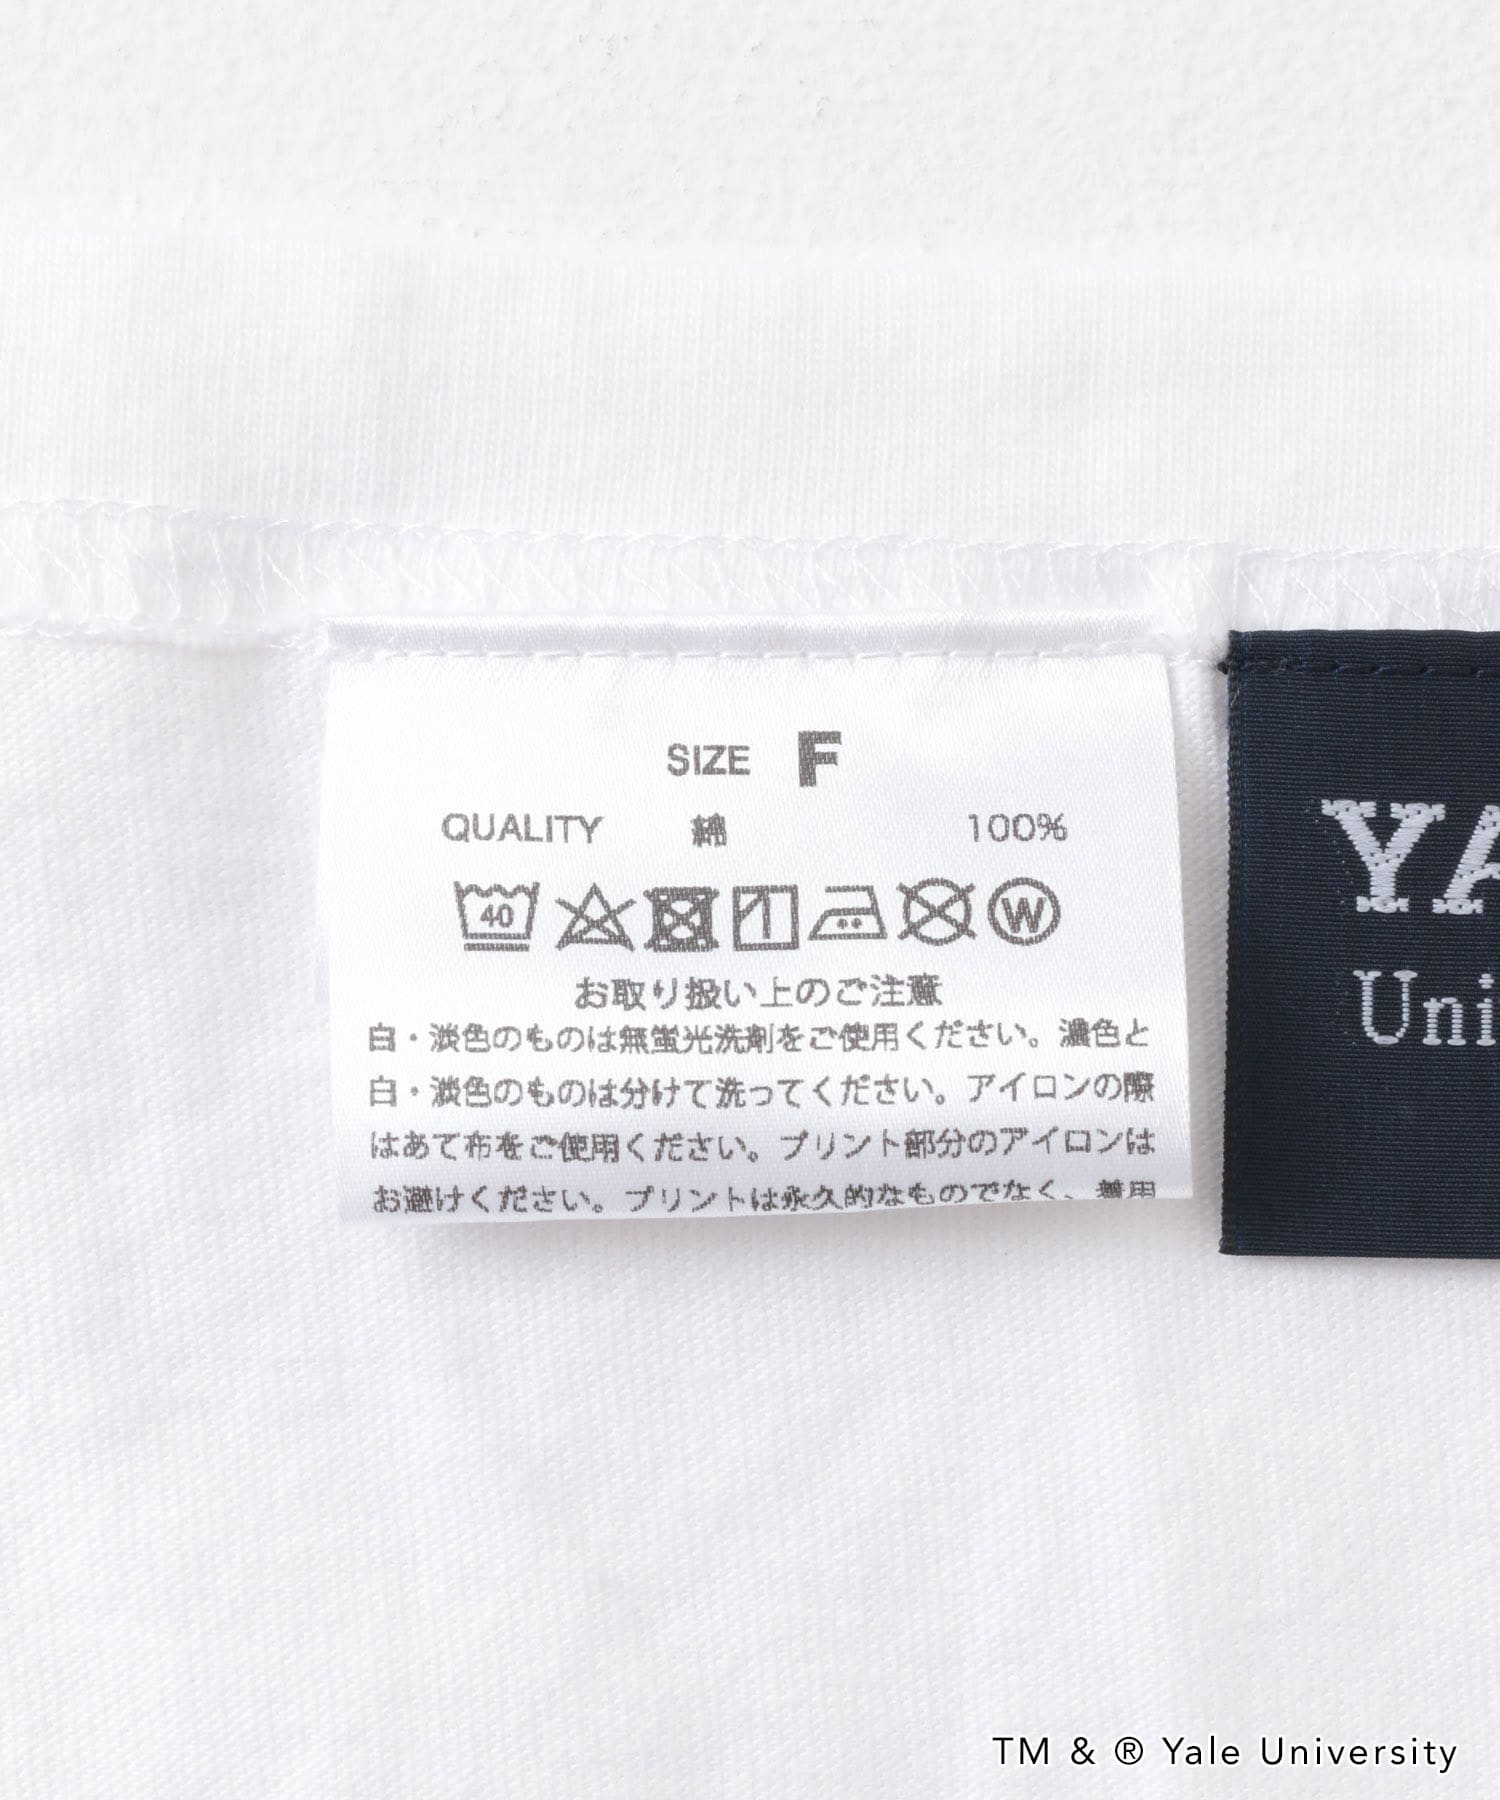 SIZE F
QUALITY 綿 100%
40
W
お取り扱い上のご注意
白・淡色のものは無蛍光洗剤をご使用ください。濃色と
白・淡色のものは分けて洗ってください。アイロンの際
はあて布をご使用ください。プリント部分のアイロンは
お避けください。プリントは永久的なものでなく、着用
YA
Uni
TM & ® Yale University